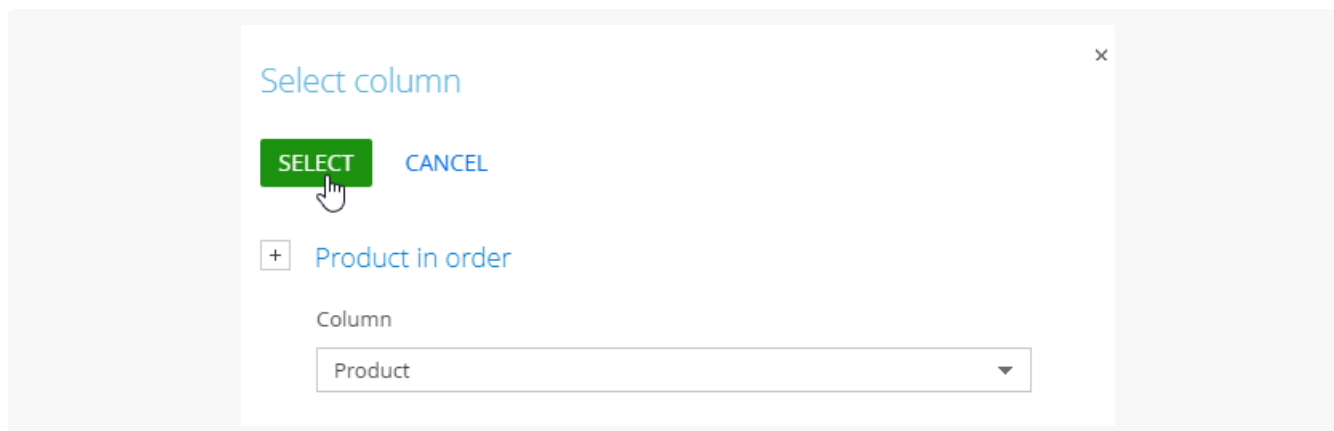 Select column
SELECT CANCEL
Product in order
Column
Product